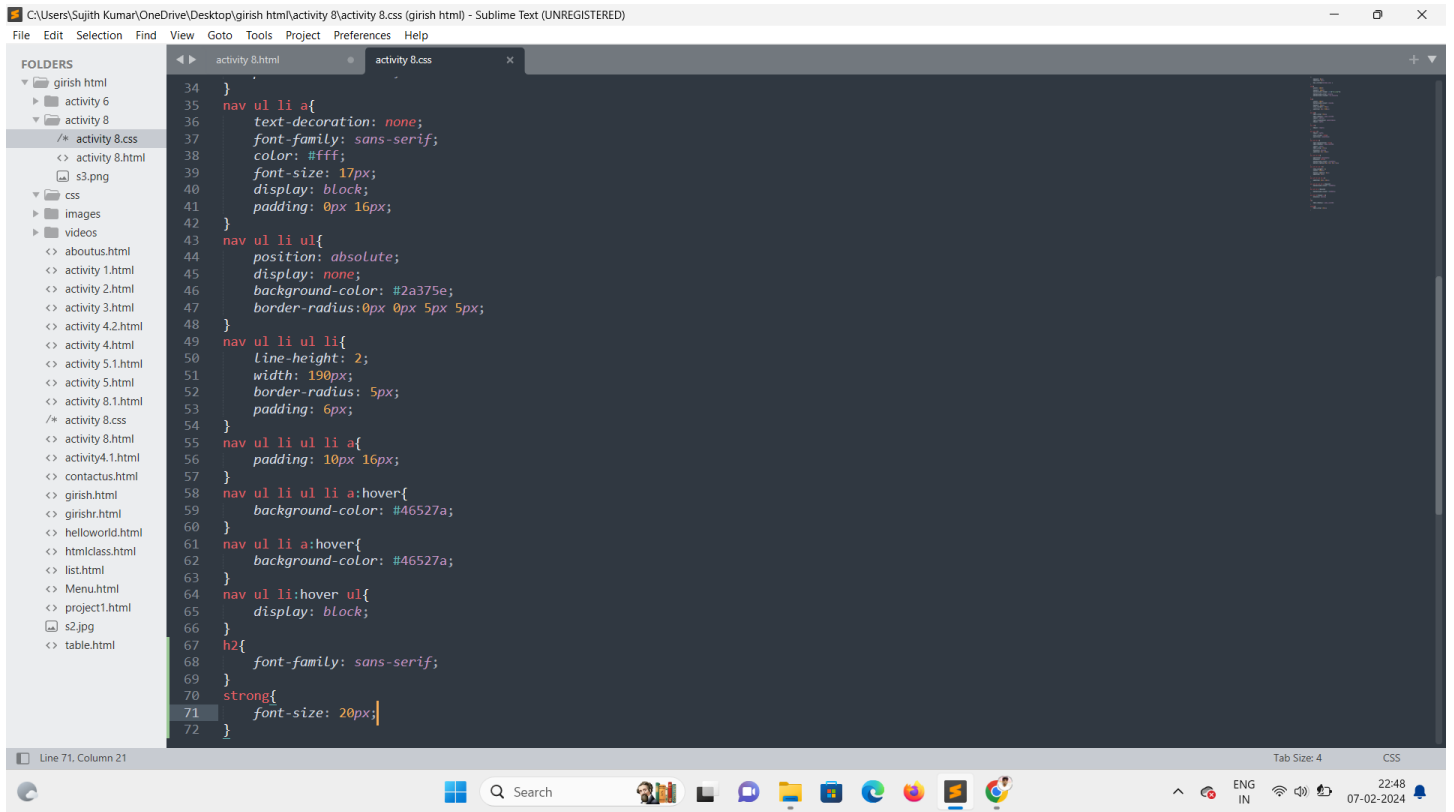 C:\Users\Sujith Kumar\OneDrive\Desktop\girish html\activity 8\activity 8.css (girish html) - Sublime Text (UNREGISTERED)
File Edit Selection Find View Goto Tools Project Preferences Help
FOLDERS
girish html
activity 6
activity 8
/* activity 8.css
<> activity 8.html
s3.png
css
images
videos
<> aboutus.html
<> activity 1.html
<> activity 2.html
<> activity 3.html
<> activity 4.2.html
<> activity 4.html
<> activity 5.1.html
<> activity 5.html
<> activity 8.1.html
/* activity 8.css
<> activity 8.html
<> activity4.1.html
<> contactus.html
<> girish.html
<> girishr.html
<> helloworld.html
<> htmlclass.html
<> list.html
<> Menu.html
<> project1.html
s2.jpg
<> table.html
activity 8.html
activity 8.css
34 }
35 nav ul li a{
36 text-decoration: none;
37 font-family: sans-serif;
38 color: #fff;
39 font-size: 17px;
40 display: block;
41 padding: 0px 16px;
42 }
43 nav ul li ul{
44 position: absolute;
45 display: none;
46 background-color: #2a375e;
47 border-radius:0px 0px 5px 5px;
48 }
49 nav ul li ul li{
50 line-height: 2;
51 width: 190px;
52 border-radius: 5px;
53 padding: 6px;
54 }
55 nav ul li ul li a{
56 padding: 10px 16px;
57 }
58 nav ul li ul li a:hover{
59 background-color: #46527a;
60 }
61 nav ul li a:hover{
62 background-color: #46527a;
63 }
64 nav ul li:hover ul{
65 display: block;
66 }
67 h2{
68 font-family: sans-serif;
69 }
70 strong{
71 font-size: 20px;
72 }
Line 71, Column 21
Tab Size: 4
CSS
Search
ENG
IN
22:48
07-02-2024